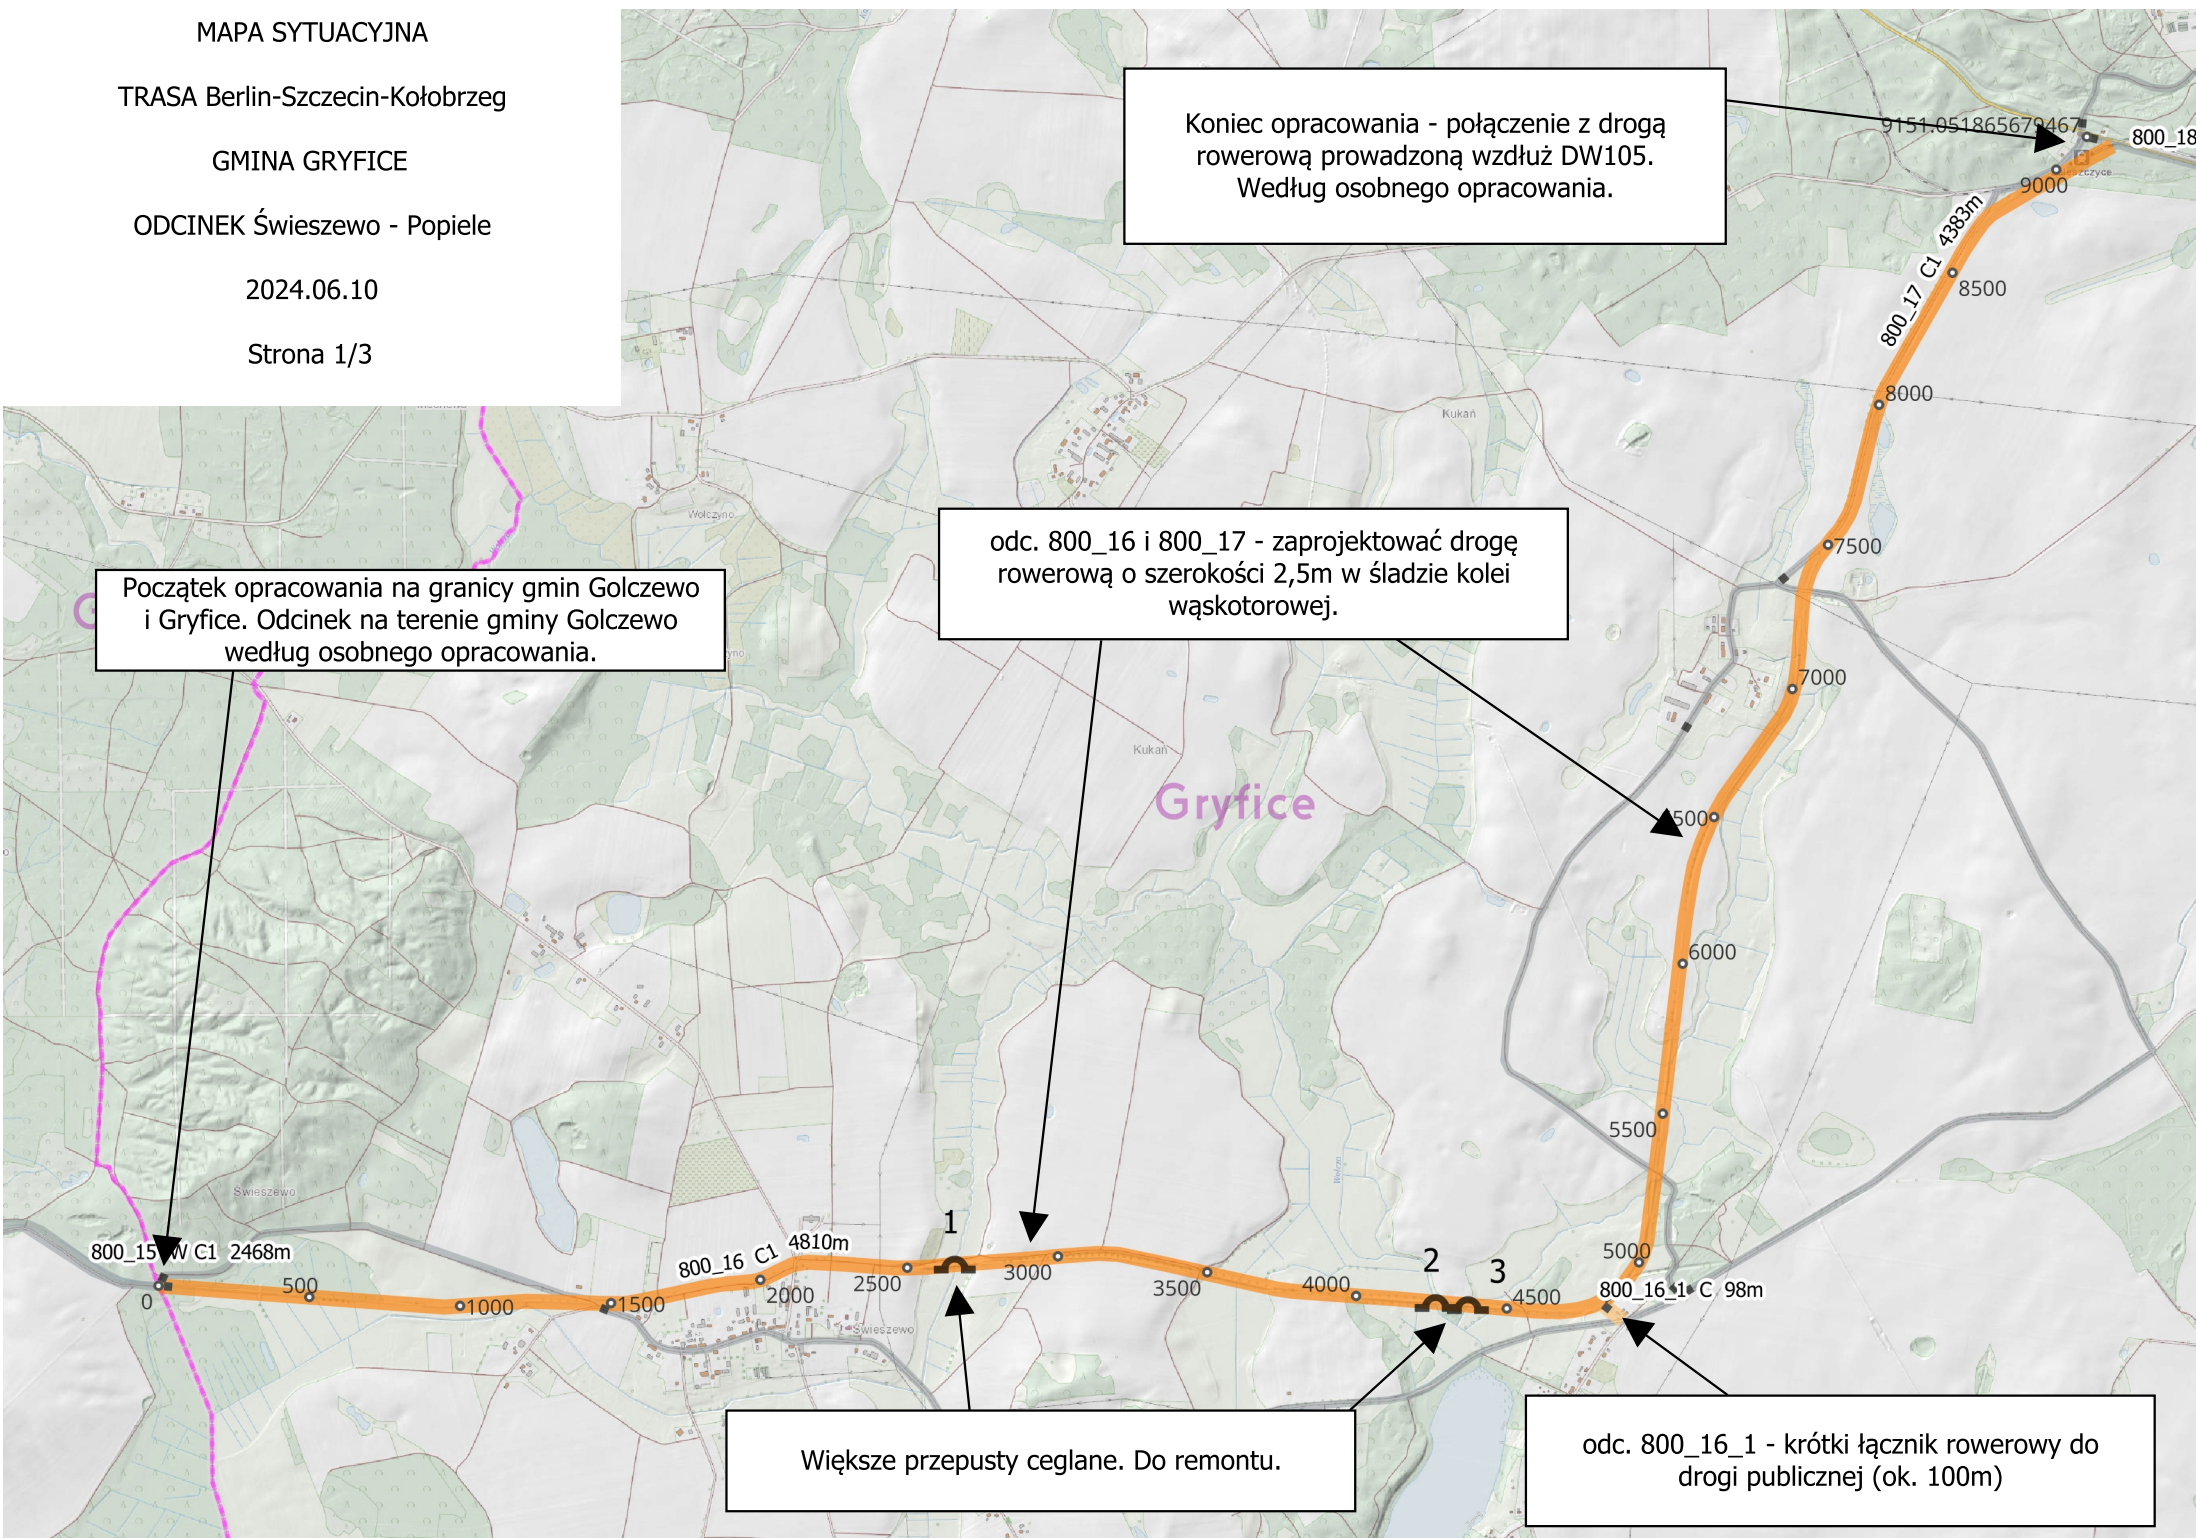 MAPA SYTUACYJNA
TRASA Berlin-Szczecin-Kołobrzeg
GMINA GRYFICE
ODCINEK Świeszewo - Popiele
2024.06.10
Strona 1/3
Koniec opracowania - połączenie z drogą
rowerową prowadzoną wzdłuż DW105.
Według osobnego opracowania.
9151.051865679467
800_18
9000
800_17 C1 4383m
8500
8000
Kukań
Wołczyno
odc. 800_16 i 800_17 - zaprojektować drogę
rowerową o szerokości 2,5m w śladzie kolei
wąskotorowej.
7500
Początek opracowania na granicy gmin Golczewo
i Gryfice. Odcinek na terenie gminy Golczewo
według osobnego opracowania.
7000
Kukań
Gryfice
500
6000
5500
Świeszewo
800_15 W C1 2468m
800_16 C1 4810m
1
2
3
0
500
1000
1500
2000
2500
3000
3500
4000
4500
5000
800_16_1 C 98m
Świeszewo
Większe przepusty ceglane. Do remontu.
odc. 800_16_1 - krótki łącznik rowerowy do
drogi publicznej (ok. 100m)